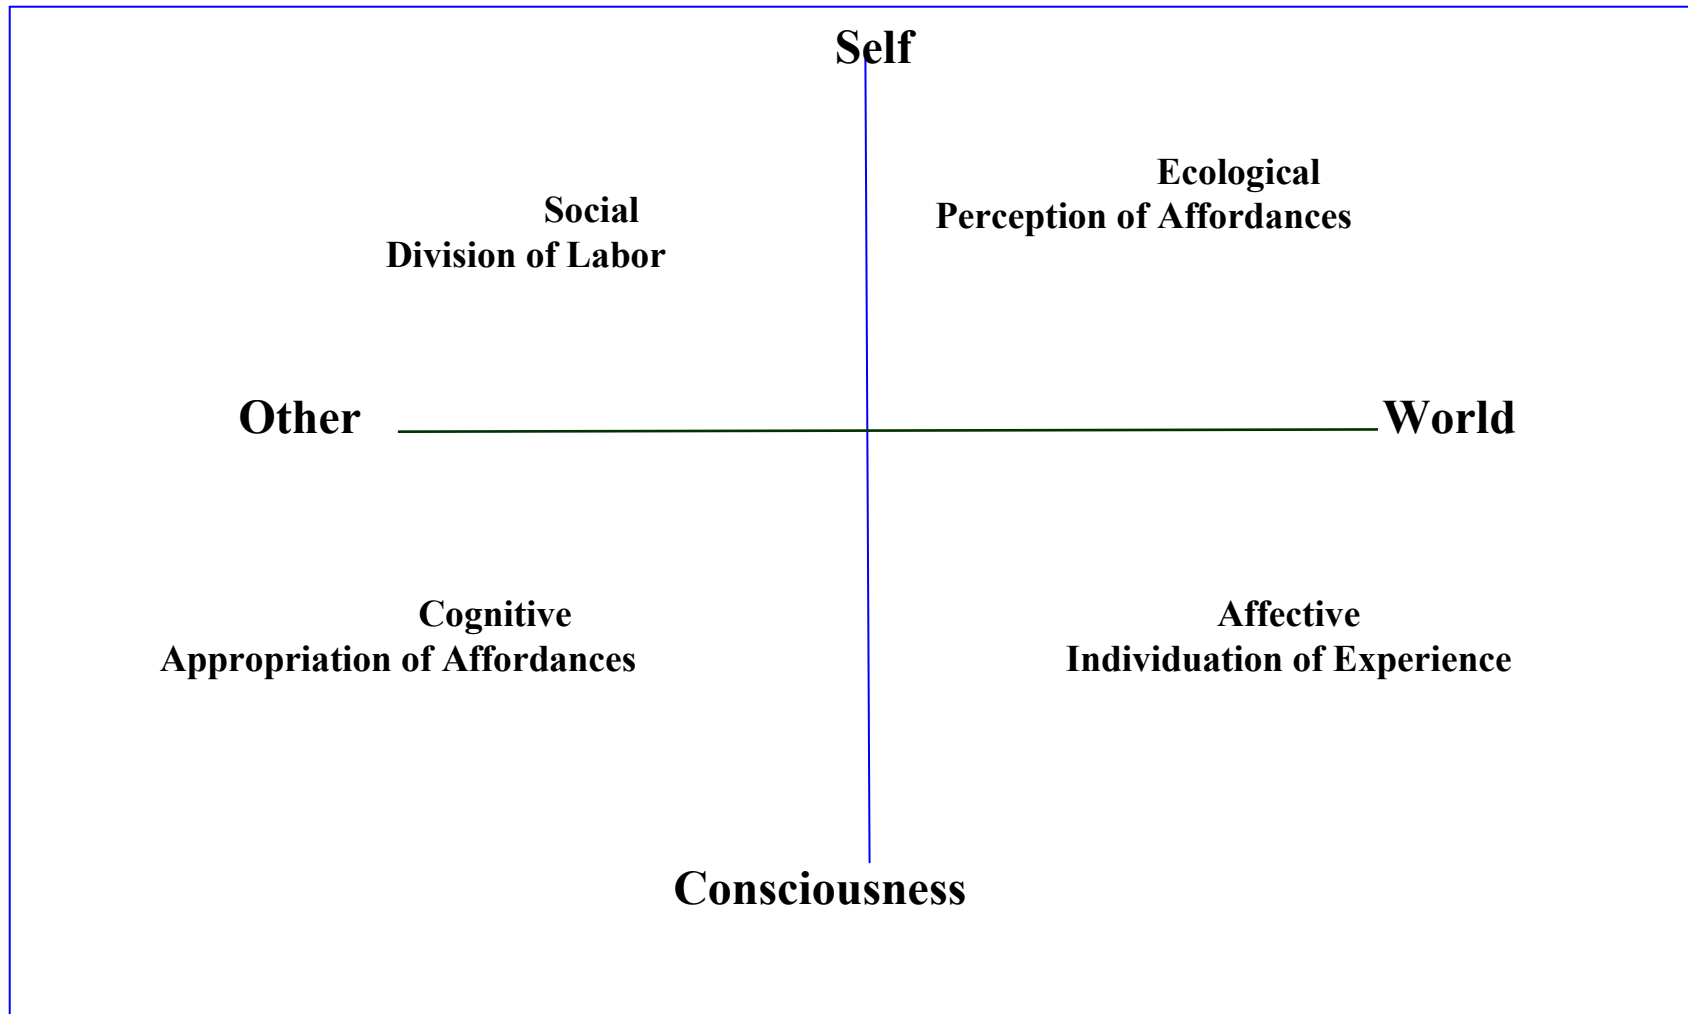 Self
Social
Division of Labor
Ecological
Perception of Affordances
Other
World
Cognitive
Appropriation of Affordances
Affective
Individuation of Experience
Consciousness